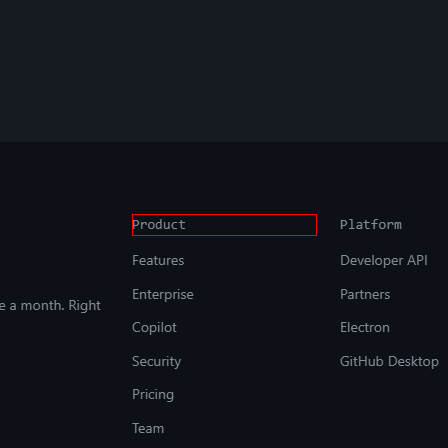 Product
Platform
Features
Developer API
Enterprise
Partners
e a month. Right
Copilot
Electron
Security
GitHub Desktop
Pricing
Team